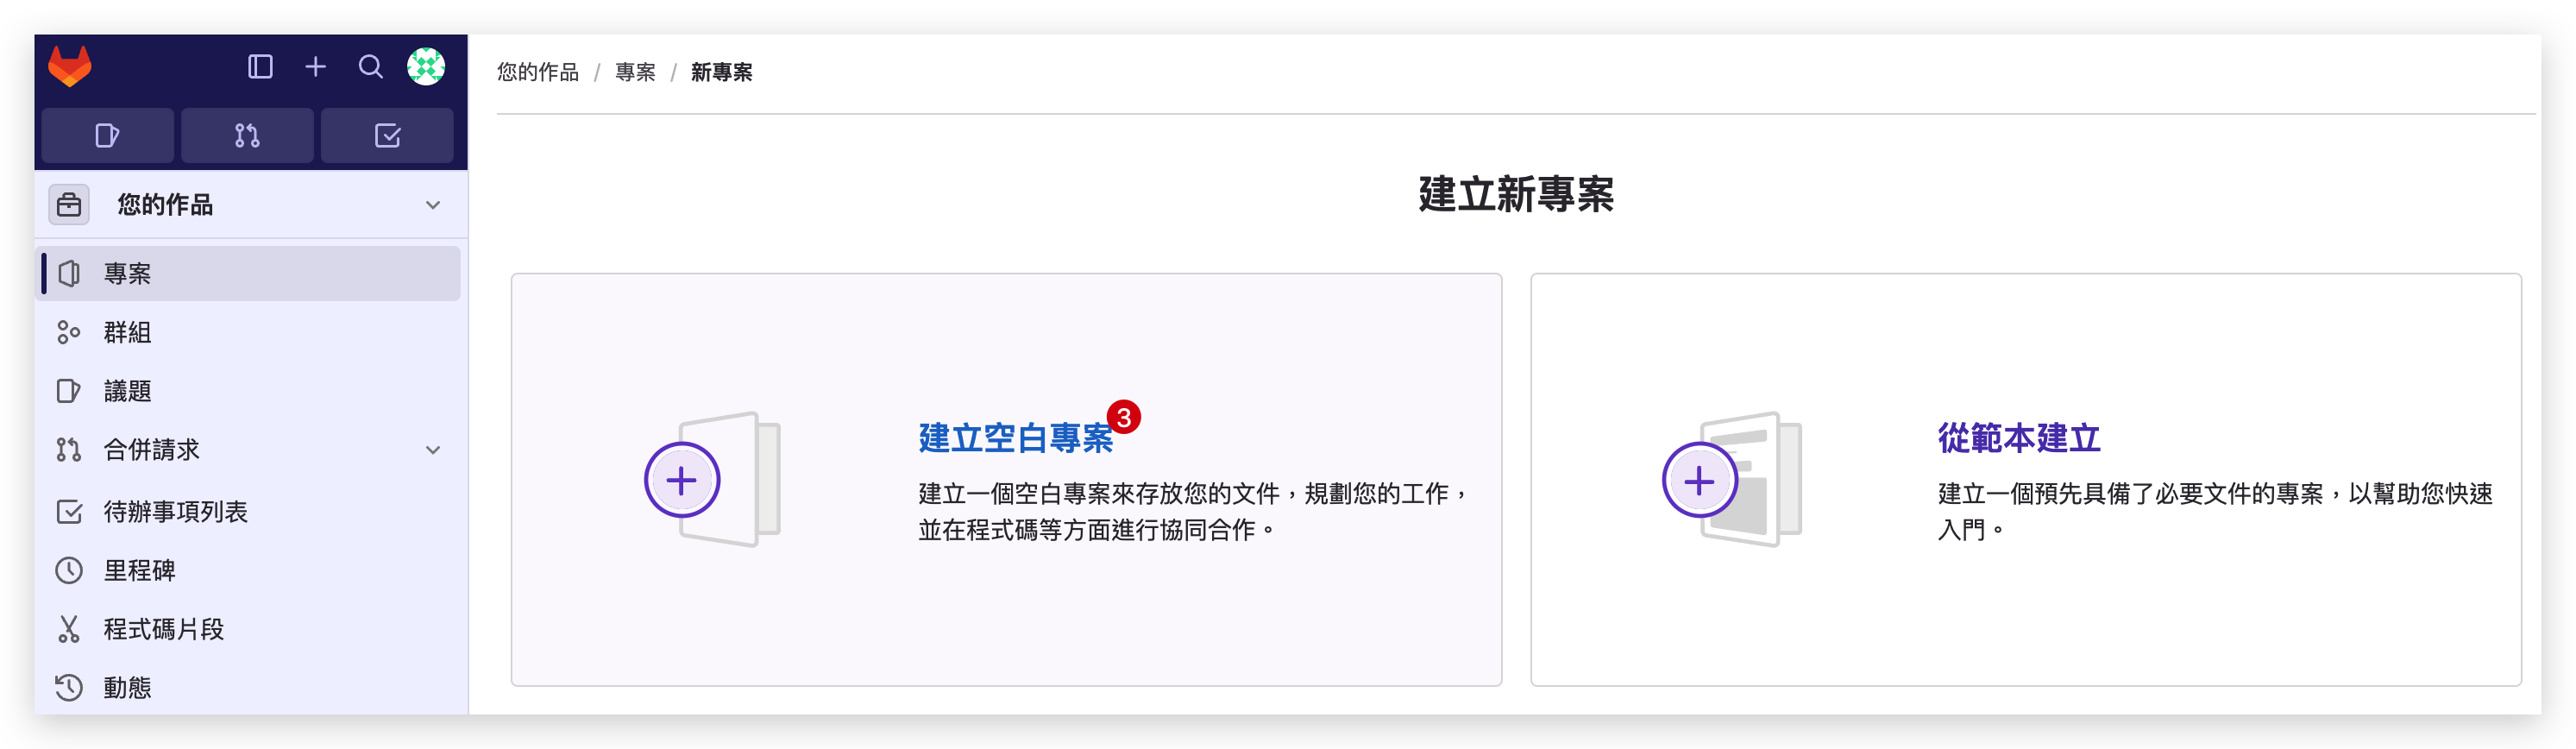 您的作品 / 專案 / 新專案
您的作品
專案
群組
議題
合併請求
待辦事項列表
里程碑
程式碼片段
動態
建立新專案
建立空白專案
3
建立一個空白專案來存放您的文件，規劃您的工作，
並在程式碼等方面進行協同合作。
從範本建立
建立一個預先具備了必要文件的專案，以幫助您快速
入門。